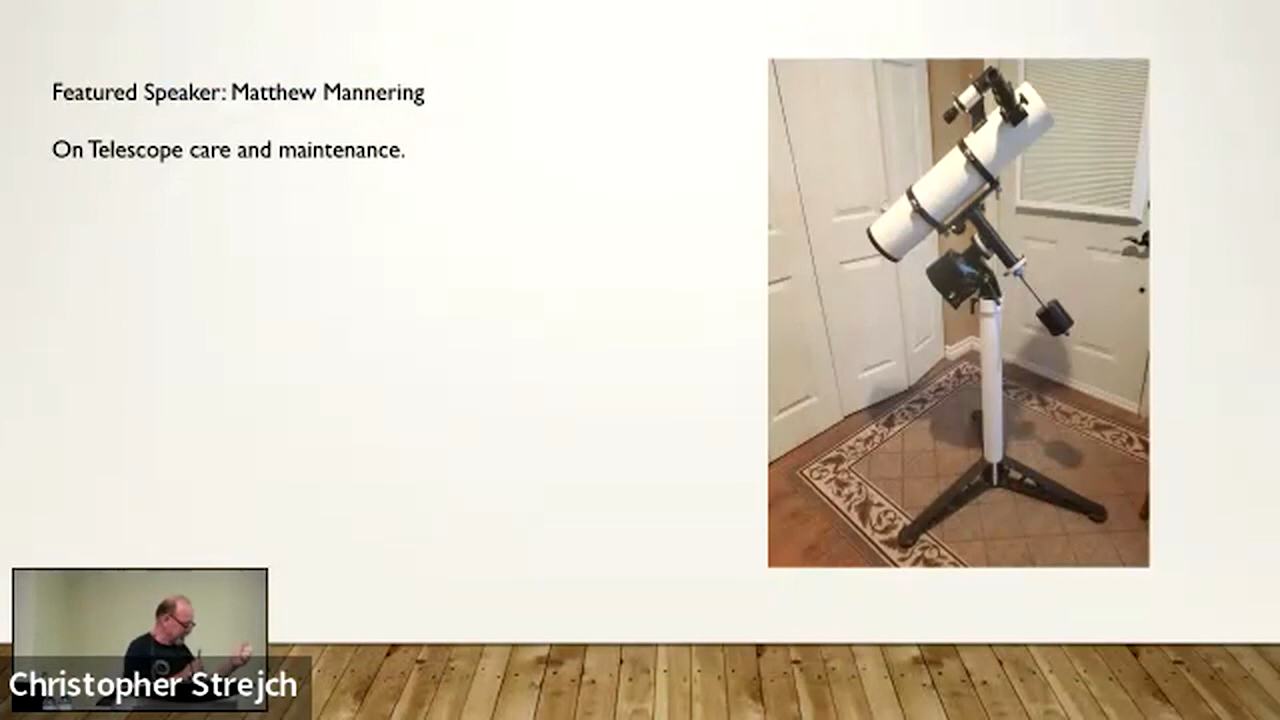 Featured Speaker: Matthew Mannering
On Telescope care and maintenance.
Christopher Strejch